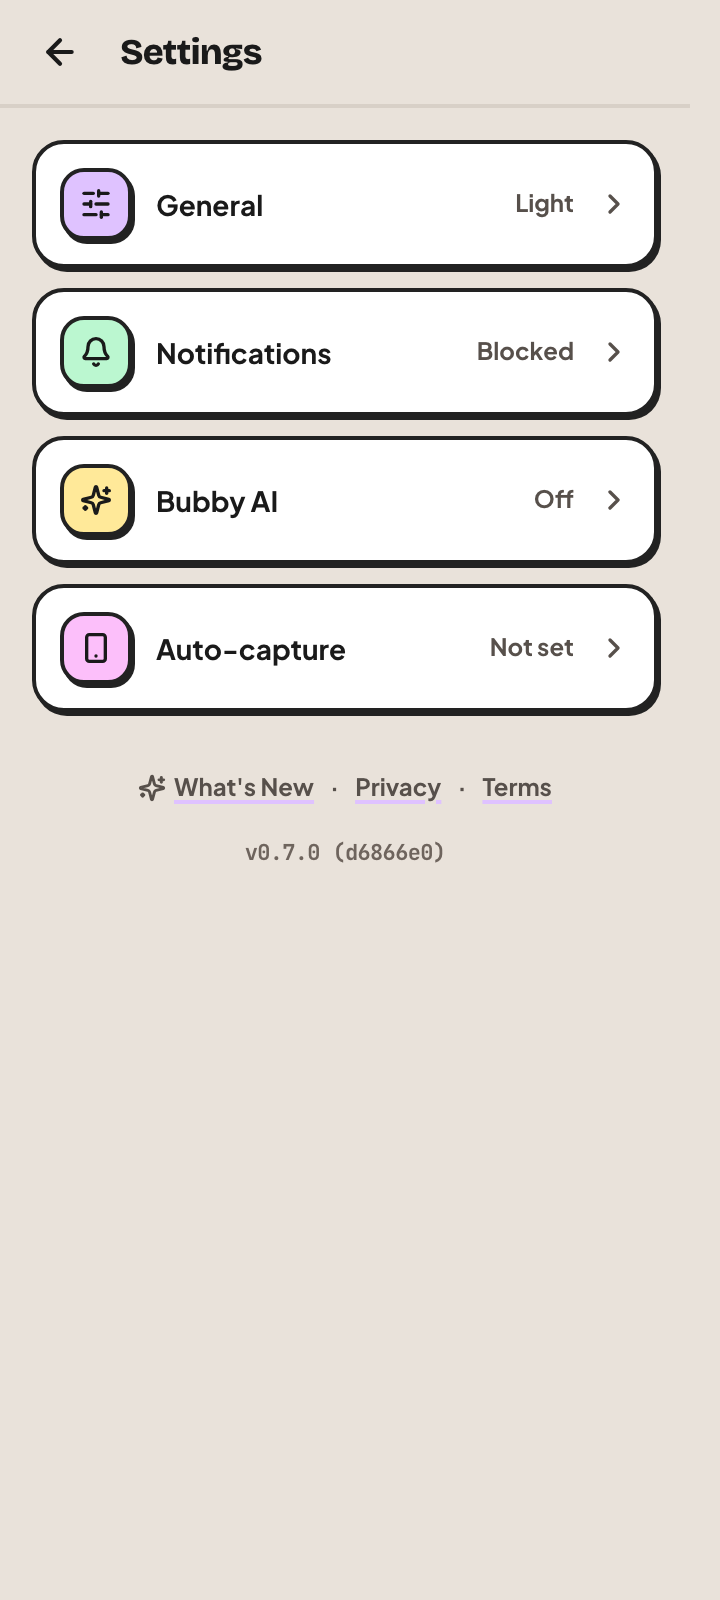 Settings
General Light
Notifications Blocked
Bubby AI Off
Auto-capture Not set
What's New · Privacy · Terms
v0.7.0 (d6866e0)